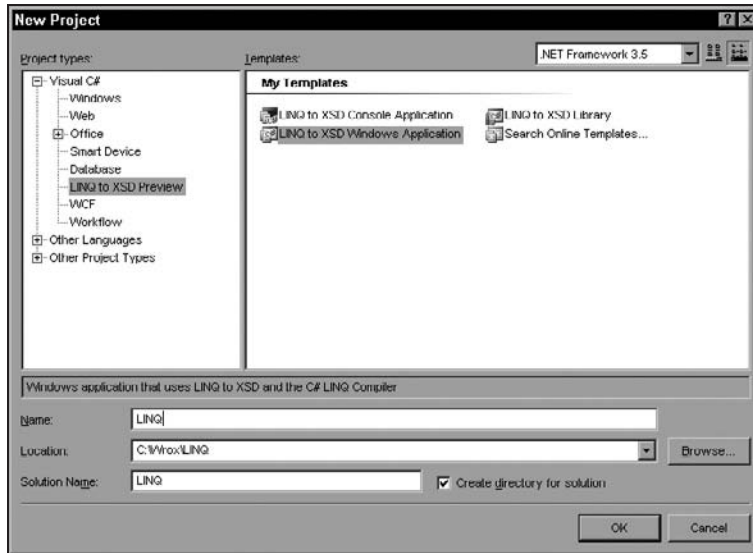 New Project
Project types:
Templates:
.NET Framework 3.5
Visual C#
Windows
Web
Office
Smart Device
Database
LINQ to XSD Preview
WCF
Workflow
Other Languages
Other Project Types
My Templates
LINQ to XSD Console Application
LINQ to XSD Library
LINQ to XSD Windows Application
Search Online Templates...
Windows application that uses LINQ to XSD and the C# LINQ Compiler
Name:
LINQ
Location:
C:\Wrox\LINQ
Browse...
Solution Name:
LINQ
Create directory for solution
OK
Cancel